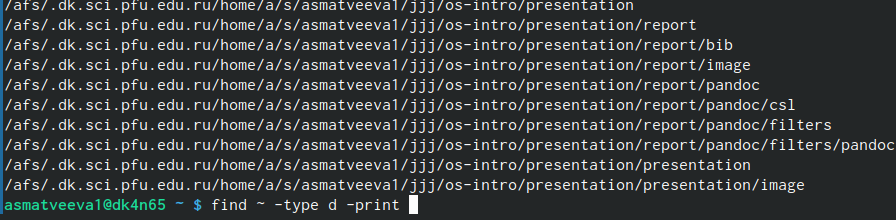 /afs/.dk.sci.pfu.edu.ru/home/a/s/asmatveeva1/jjj/os-intro/presentation
/afs/.dk.sci.pfu.edu.ru/home/a/s/asmatveeva1/jjj/os-intro/presentation/report
/afs/.dk.sci.pfu.edu.ru/home/a/s/asmatveeva1/jjj/os-intro/presentation/report/bib
/afs/.dk.sci.pfu.edu.ru/home/a/s/asmatveeva1/jjj/os-intro/presentation/report/image
/afs/.dk.sci.pfu.edu.ru/home/a/s/asmatveeva1/jjj/os-intro/presentation/report/pandoc
/afs/.dk.sci.pfu.edu.ru/home/a/s/asmatveeva1/jjj/os-intro/presentation/report/pandoc/csl
/afs/.dk.sci.pfu.edu.ru/home/a/s/asmatveeva1/jjj/os-intro/presentation/report/pandoc/filters
/afs/.dk.sci.pfu.edu.ru/home/a/s/asmatveeva1/jjj/os-intro/presentation/report/pandoc/filters/pandoc
/afs/.dk.sci.pfu.edu.ru/home/a/s/asmatveeva1/jjj/os-intro/presentation/presentation
/afs/.dk.sci.pfu.edu.ru/home/a/s/asmatveeva1/jjj/os-intro/presentation/presentation/image
asmatveeva1@dk4n65 ~ $ find ~ -type d -print